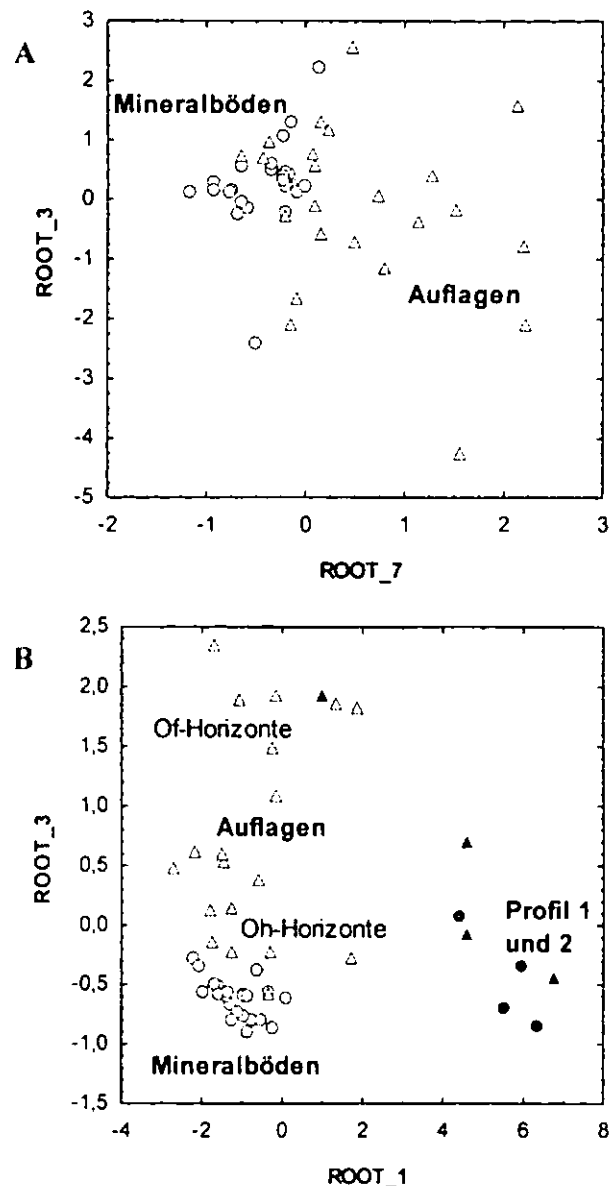 A
3
2
1
0
-1
-2
-3
-4
-5
ROOT_3
Mineralböden
Auflagen
-2
-1
0
1
2
3
ROOT_7
B
2,5
2,0
1,5
1,0
0,5
0,0
-0,5
-1,0
-1,5
ROOT_3
Of-Horizonte
Auflagen
Oh-Horizonte
Profil 1
und 2
Mineralböden
-4
-2
0
2
4
6
8
ROOT_1